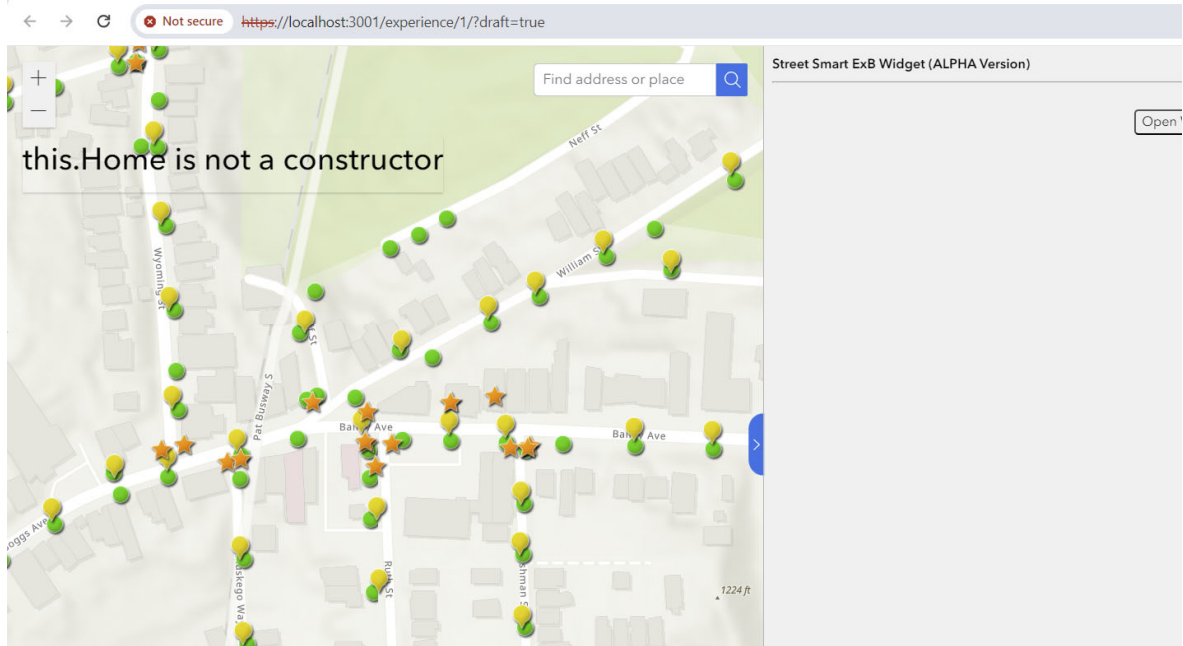 Not secure
https://localhost:3001/experience/1/?draft=true
+
−
Find address or place
Street Smart ExB Widget (ALPHA Version)
Open
this.Home is not a constructor
Neff St
William St
Wyoming St
St
Pat Busway S
Ave
Ave
Boggs Ave
Ruth St
1224 ft